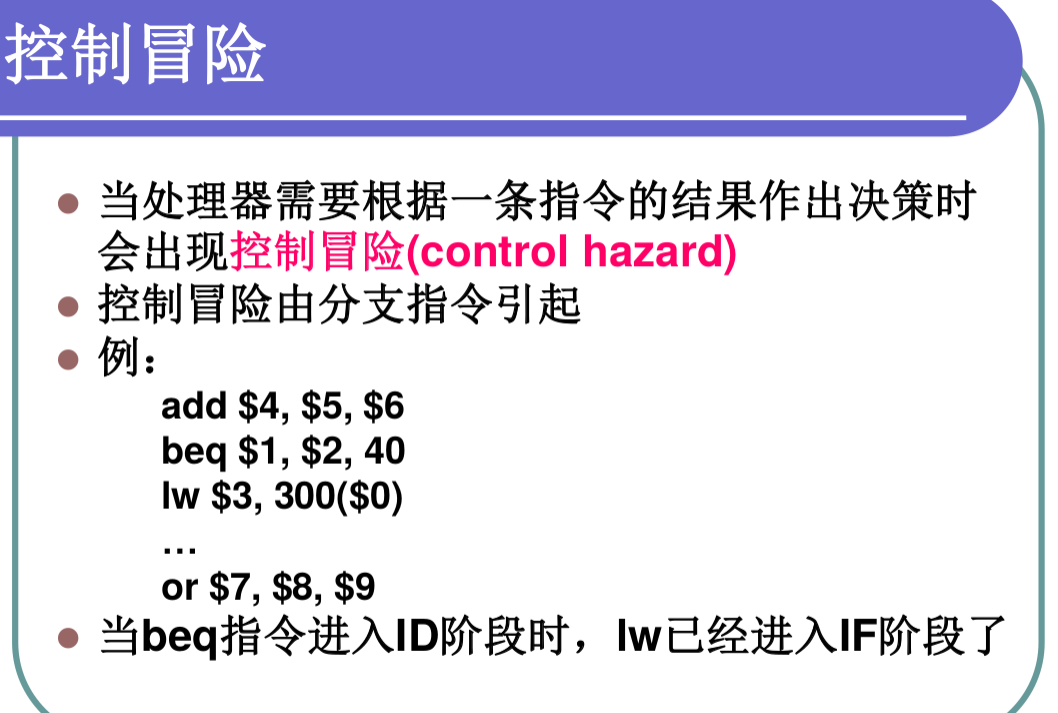 控制冒险
当处理器需要根据一条指令的结果作出决策时
会出现控制冒险(control hazard)
控制冒险由分支指令引起
例：
add $4, $5, $6
beq $1, $2, 40
lw $3, 300($0)
…
or $7, $8, $9
当beq指令进入ID阶段时，lw已经进入IF阶段了